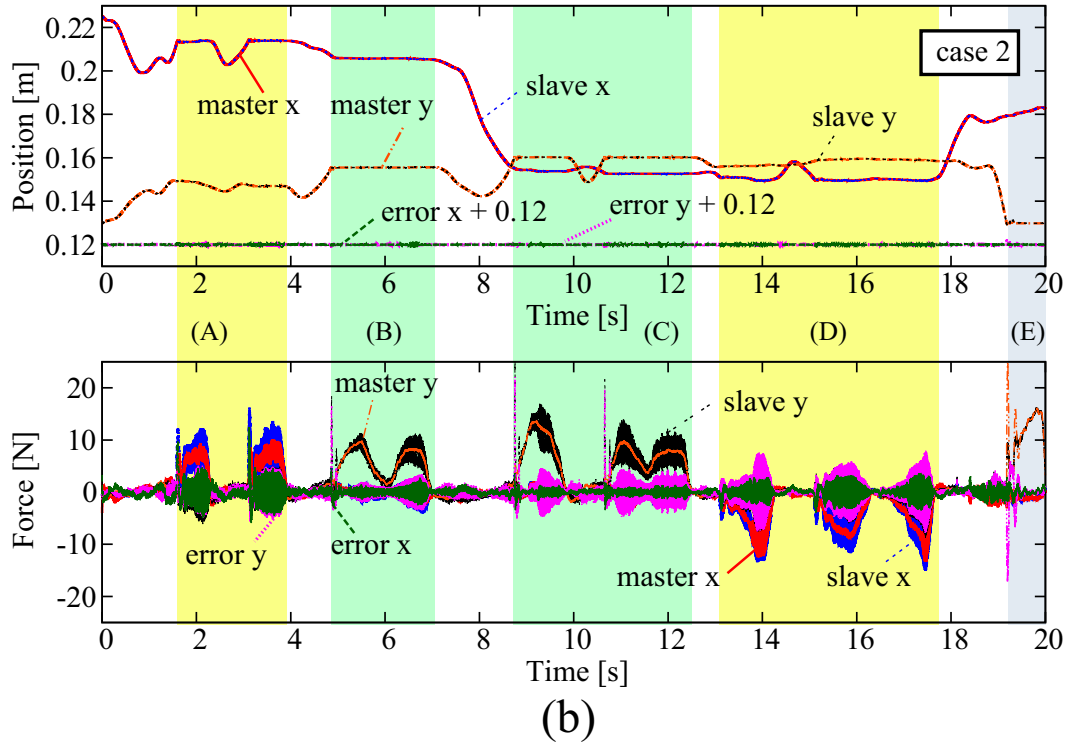 0.22
0.2
0.18
0.16
0.14
0.12
Position [m]
case 2
master x
master y
slave x
slave y
error x + 0.12
error y + 0.12
0 2 4 6 8 10 12 14 16 18 20
Time [s]
(A) (B) (C) (D) (E)
20
10
0
-10
-20
Force [N]
master y
slave y
error y
error x
master x
slave x
0 2 4 6 8 10 12 14 16 18 20
Time [s]
(b)